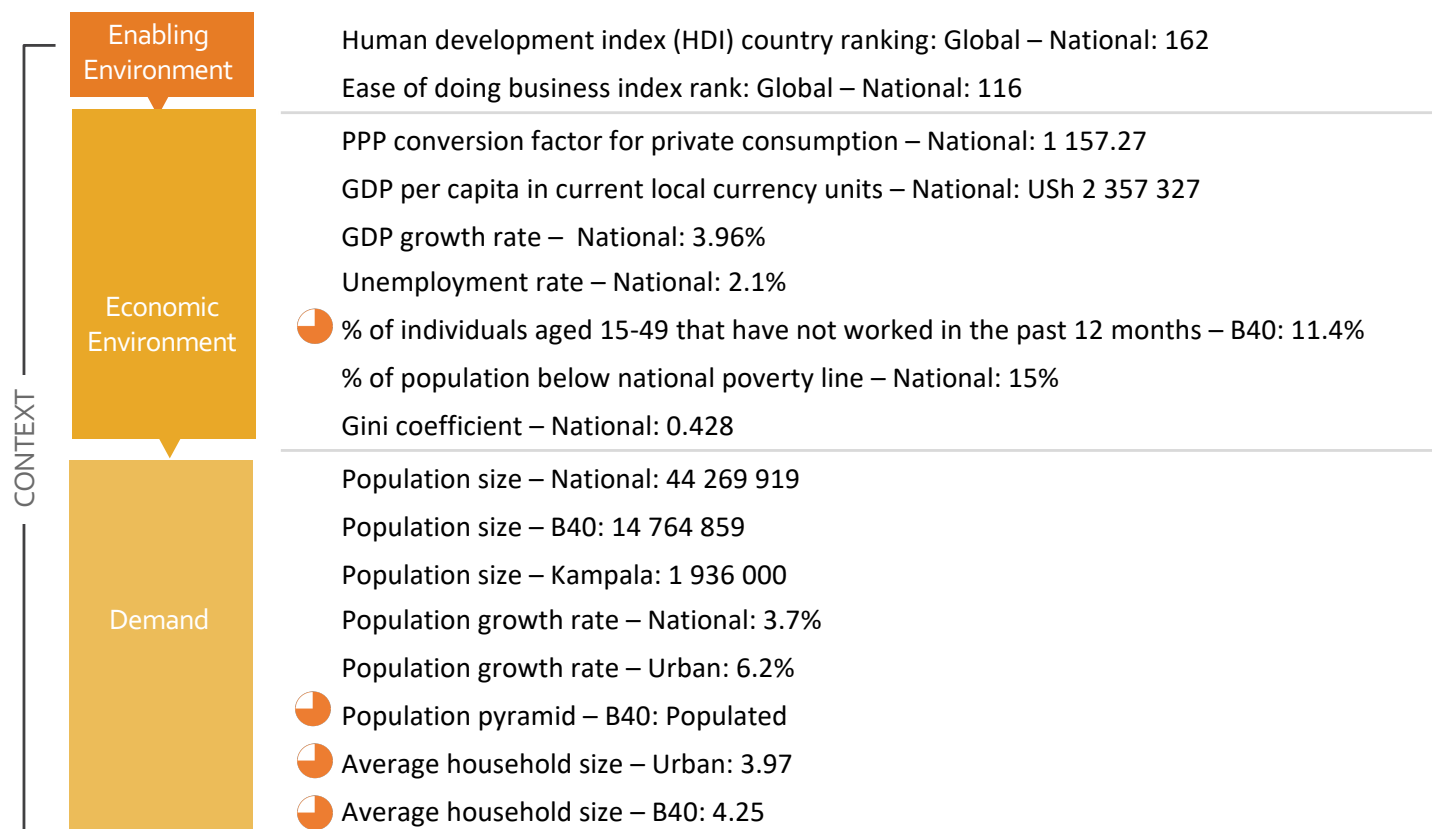 CONTEXT
Enabling
Environment
Human development index (HDI) country ranking: Global – National: 162
Ease of doing business index rank: Global – National: 116
Economic
Environment
PPP conversion factor for private consumption – National: 1 157.27
GDP per capita in current local currency units – National: USh 2 357 327
GDP growth rate –  National: 3.96%
Unemployment rate – National: 2.1%
% of individuals aged 15-49 that have not worked in the past 12 months – B40: 11.4%
% of population below national poverty line – National: 15%
Gini coefficient – National: 0.428
Demand
Population size – National: 44 269 919
Population size – B40: 14 764 859
Population size – Kampala: 1 936 000
Population growth rate – National: 3.7%
Population growth rate – Urban: 6.2%
Population pyramid – B40: Populated
Average household size – Urban: 3.97
Average household size – B40: 4.25